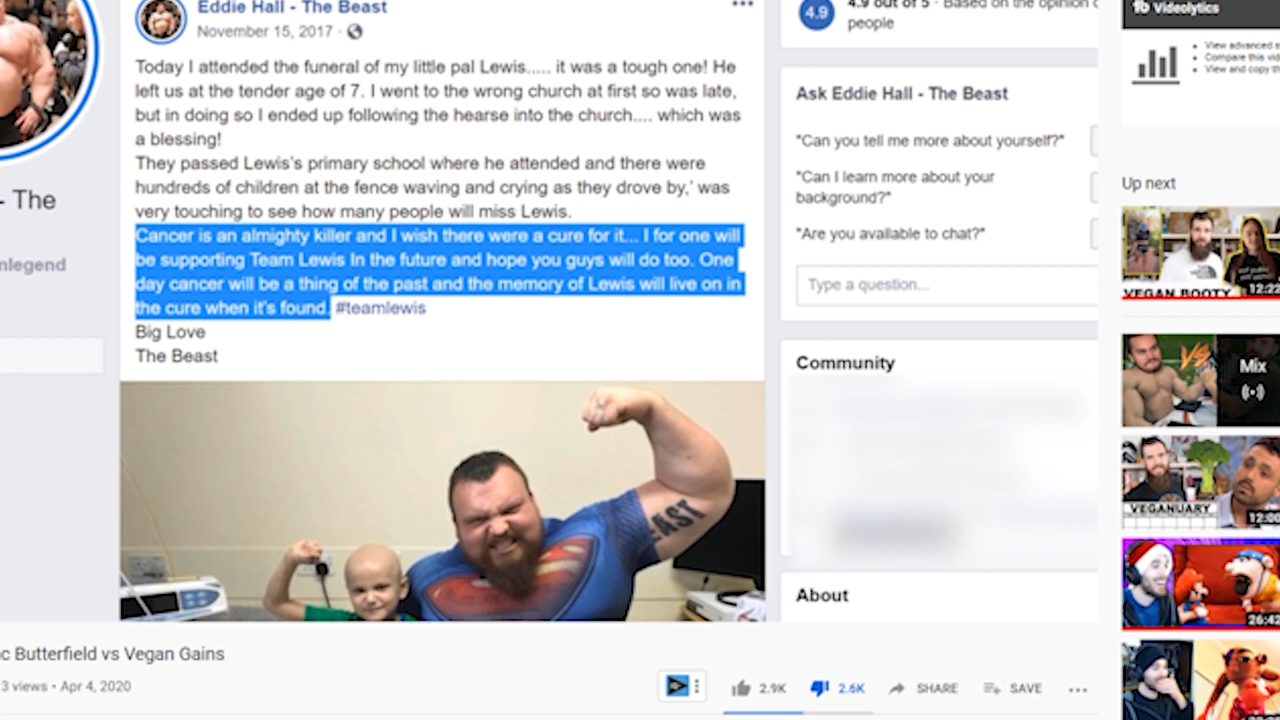 Eddie Hall - The Beast
November 15, 2017 ·
Today I attended the funeral of my little pal Lewis..... it was a tough one! He
left us at the tender age of 7. I went to the wrong church at first so was late,
but in doing so I ended up following the hearse into the church.... which was
a blessing!
They passed Lewis's primary school where he attended and there were
hundreds of children at the fence waving and crying as they drove by,' was
very touching to see how many people will miss Lewis.
Cancer is an almighty killer and I wish there were a cure for it... I for one will
be supporting Team Lewis In the future and hope you guys will do too. One
day cancer will be a thing of the past and the memory of Lewis will live on in
the cure when it's found. #teamlewis
Big Love
The Beast
EAST
- The
nlegend
4.9
4.9 out of 5 · Based on the opinion o
people
Ask Eddie Hall - The Beast
"Can you tell me more about yourself?"
"Can I learn more about your
background?"
"Are you available to chat?"
Type a question...
Community
About
Videolytics
View advanced s
Compare this vid
View and copy th
Up next
VEGAN BOOTY
12:22
VS
Mix
VEGANUARY
12:00
26:42
c Butterfield vs Vegan Gains
3 views • Apr 4, 2020
2.9K
2.6K
SHARE
SAVE